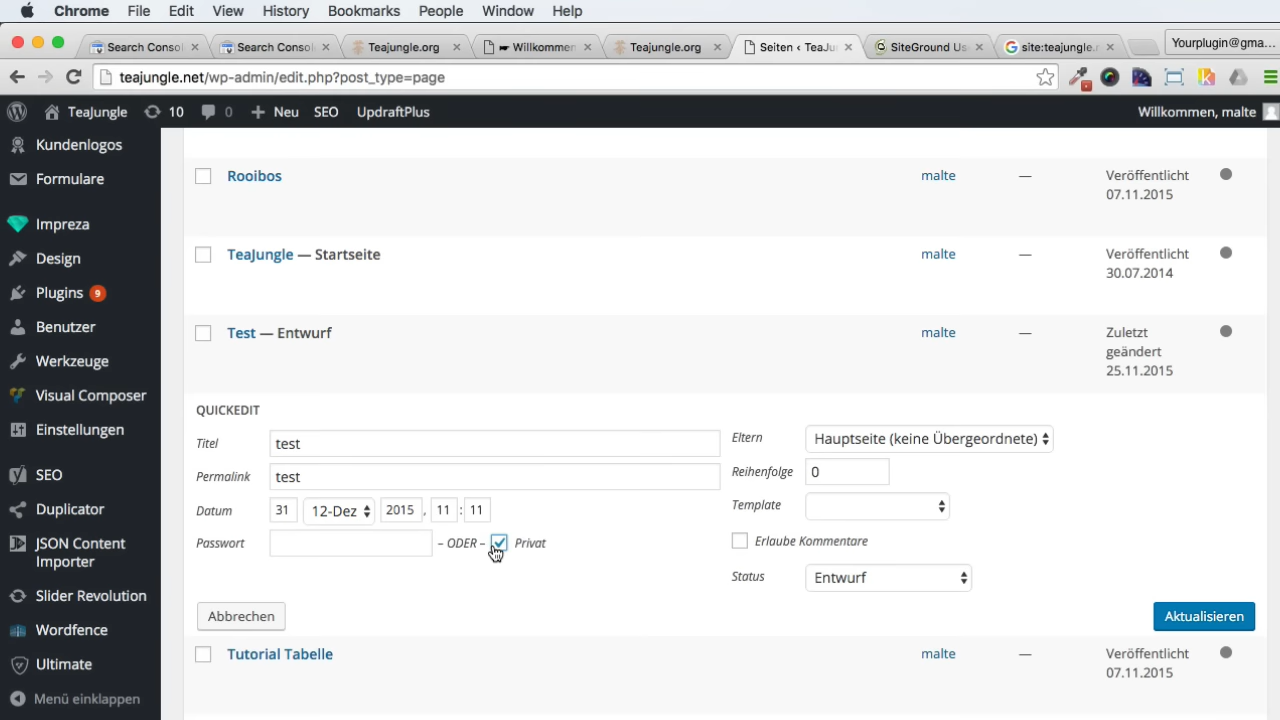 Chrome File Edit View History Bookmarks People Window Help
Search Consol Search Consol Teajungle.org Willkommen Teajungle.org Seiten ‹ TeaJu SiteGround Us site:teajungle.n Yourplugin@gma...
teajungle.net/wp-admin/edit.php?post_type=page
TeaJungle 10 0 Neu SEO UpdraftPlus Willkommen, malte
Kundenlogos
Formulare
Impreza
Design
Plugins 9
Benutzer
Werkzeuge
Visual Composer
Einstellungen
SEO
Duplicator
JSON Content
Importer
Slider Revolution
Wordfence
Ultimate
Menü einklappen
Rooibos malte — Veröffentlicht
07.11.2015
TeaJungle — Startseite malte — Veröffentlicht
30.07.2014
Test — Entwurf malte — Zuletzt
geändert
25.11.2015
QUICKEDIT
Titel test
Permalink test
Datum 31 12-Dez 2015 , 11 : 11
Passwort – ODER – Privat
Eltern Hauptseite (keine Übergeordnete)
Reihenfolge 0
Template
Erlaube Kommentare
Status Entwurf
Abbrechen Aktualisieren
Tutorial Tabelle malte — Veröffentlicht
07.11.2015